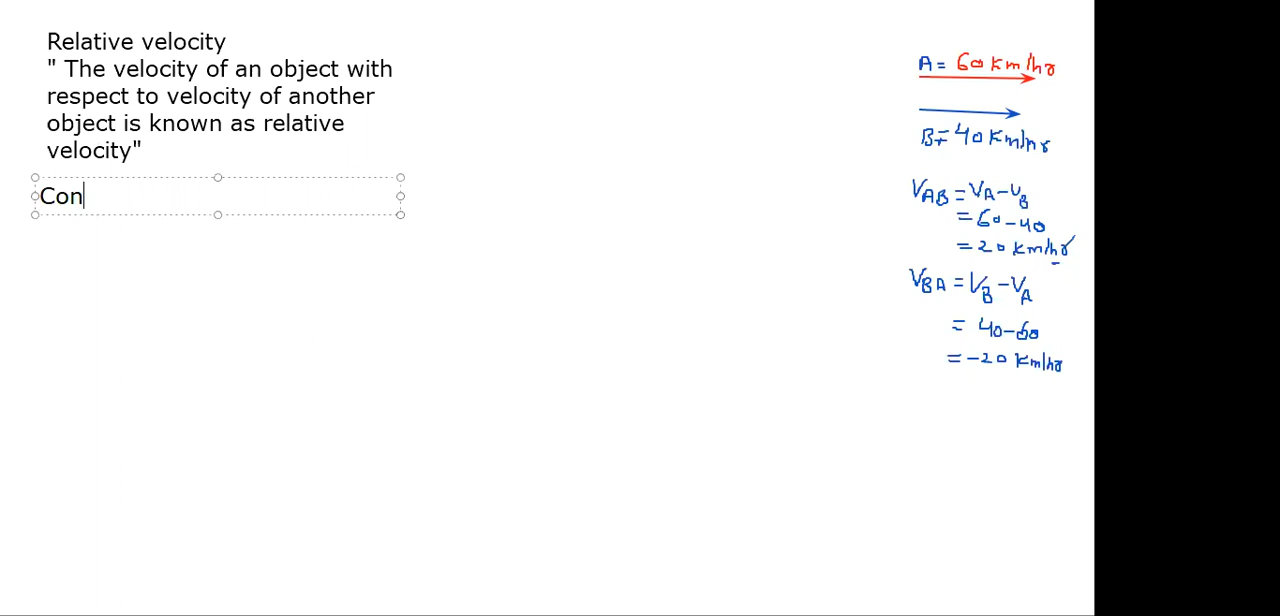 Relative velocity
" The velocity of an object with
respect to velocity of another
object is known as relative
velocity"
Con
A = 60 km/hr
B = 40 km/hr
VAB = VA - VB
= 60 - 40
= 20 km/hr
VBA = VB - VA
= 40 - 60
= -20 km/hr